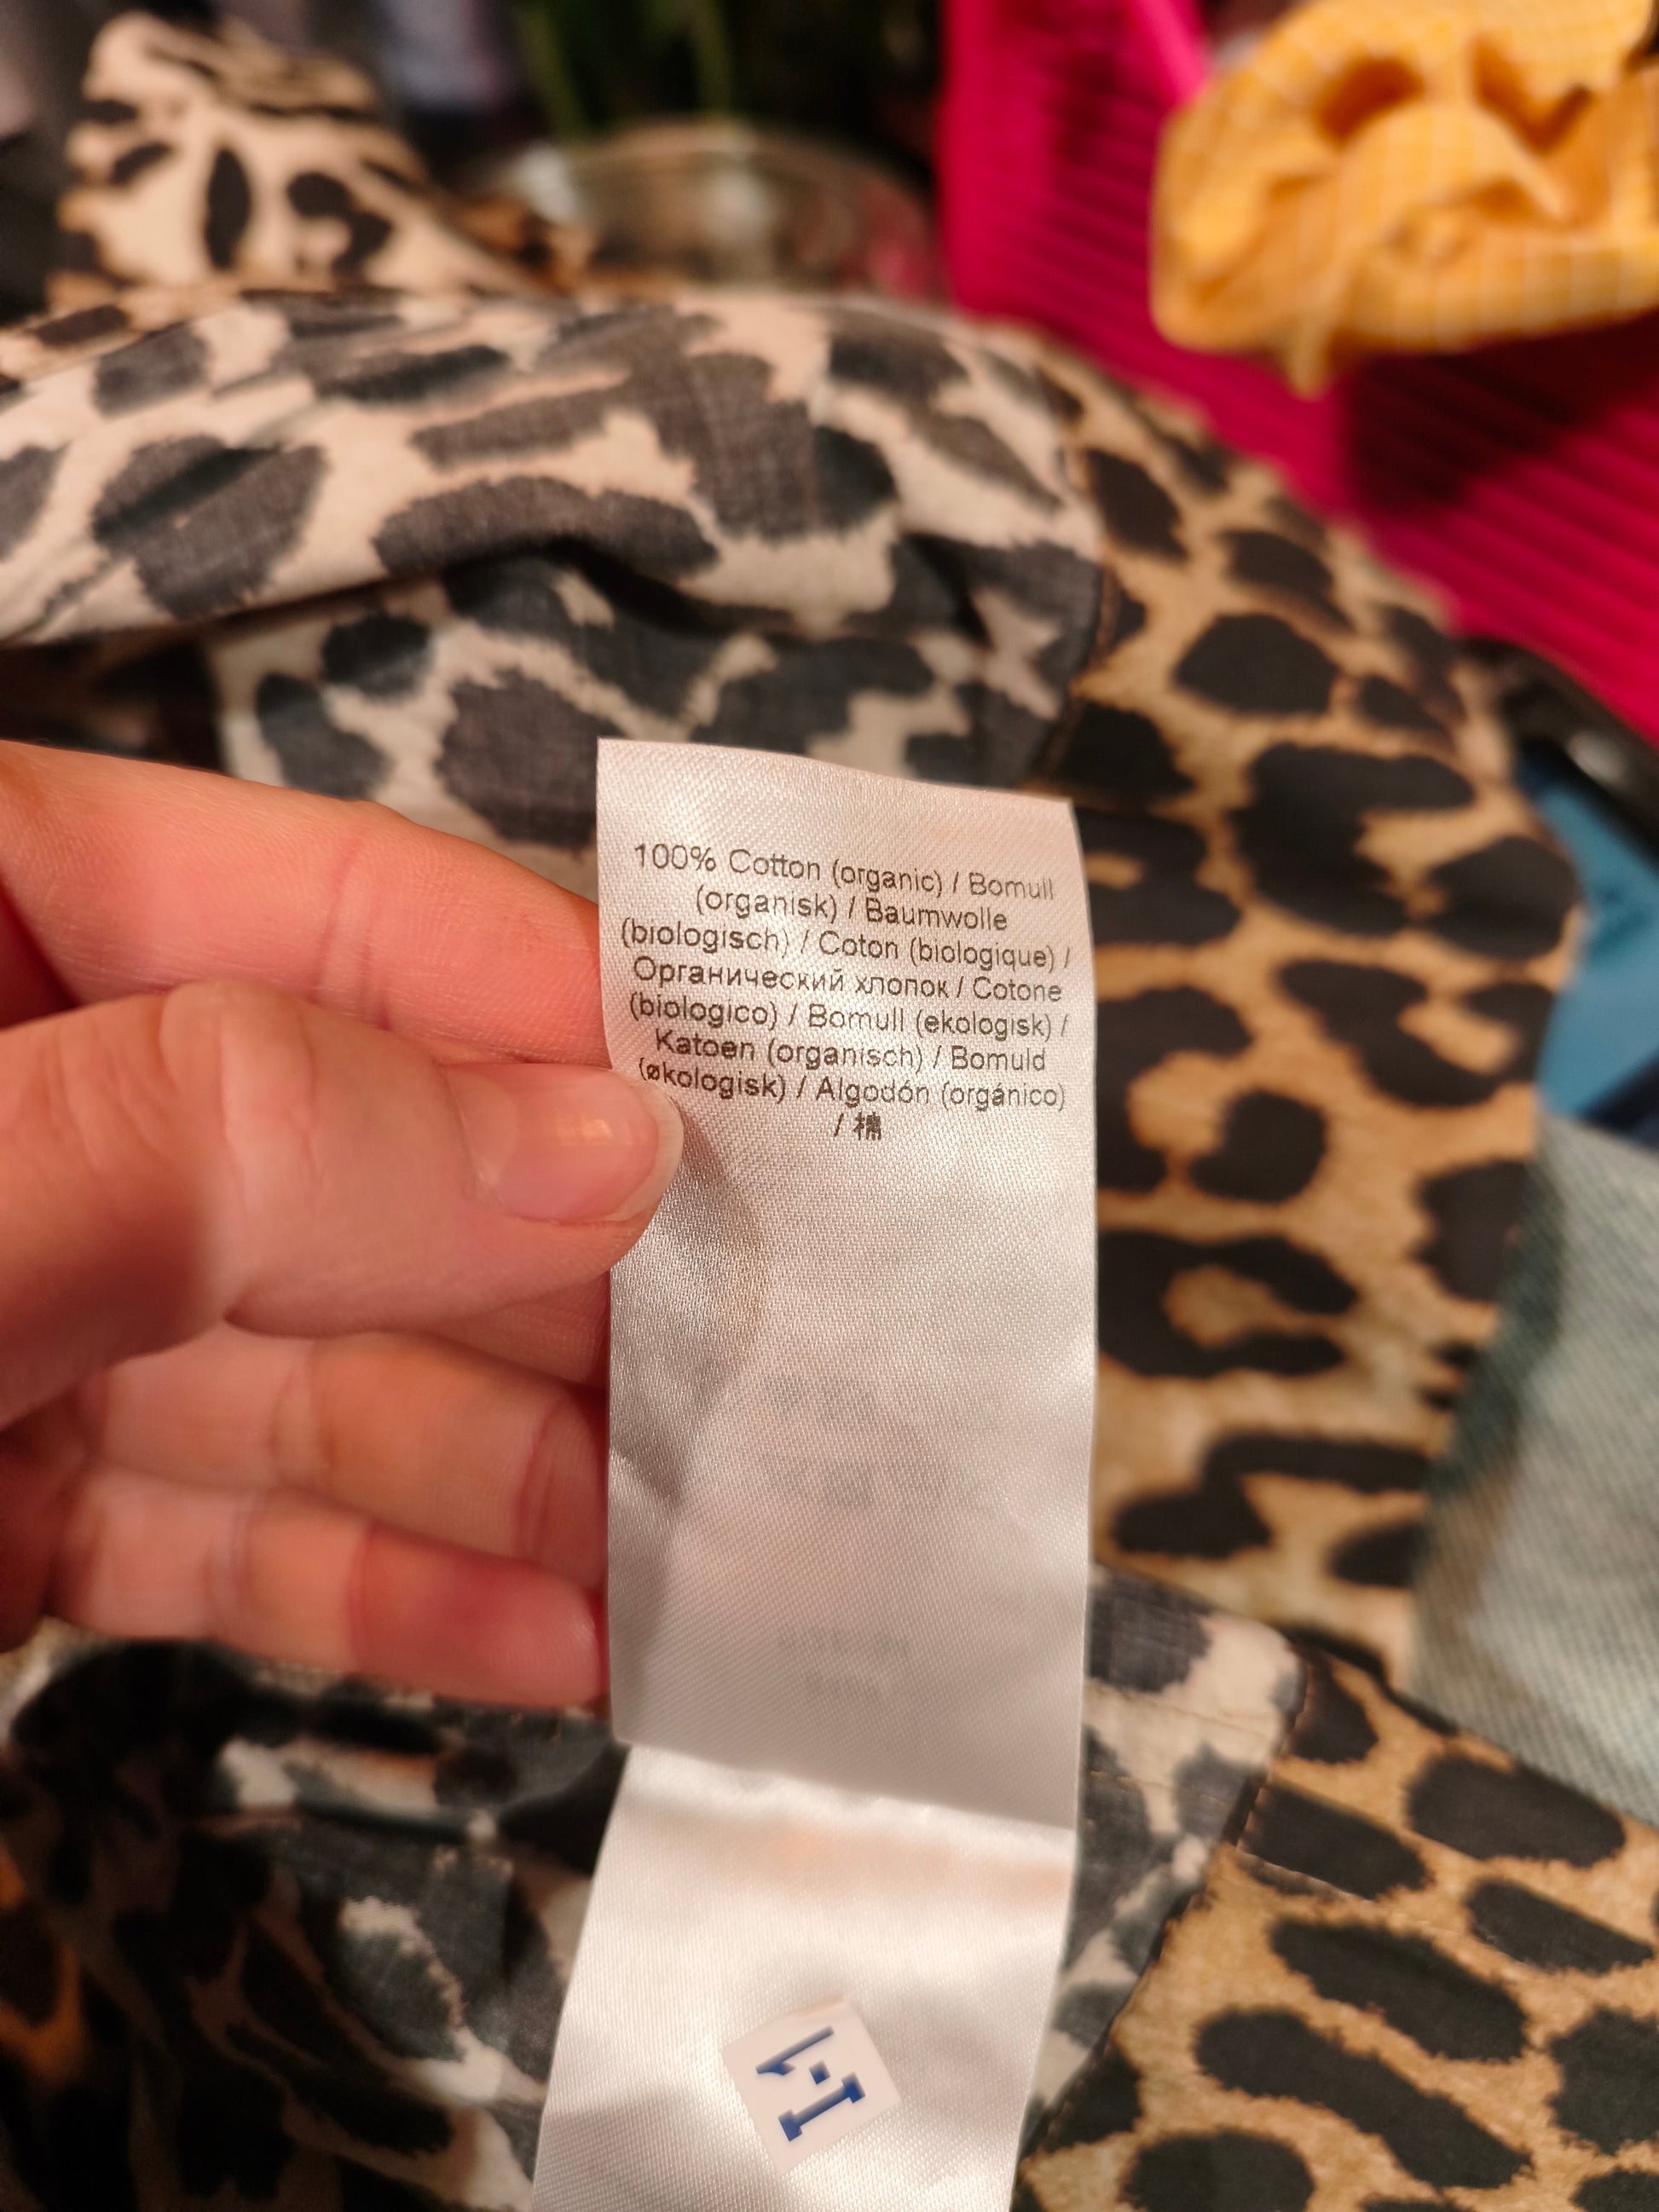 100% Cotton (organic) / Bomull
(organisk) / Baumwolle
(biologisch) / Coton (biologique) /
Органический хлопок / Cotone
(biologico) / Bomull (ekologisk) /
Katoen (organisch) / Bomuld
(økologisk) / Algodón (orgánico)
/ 棉